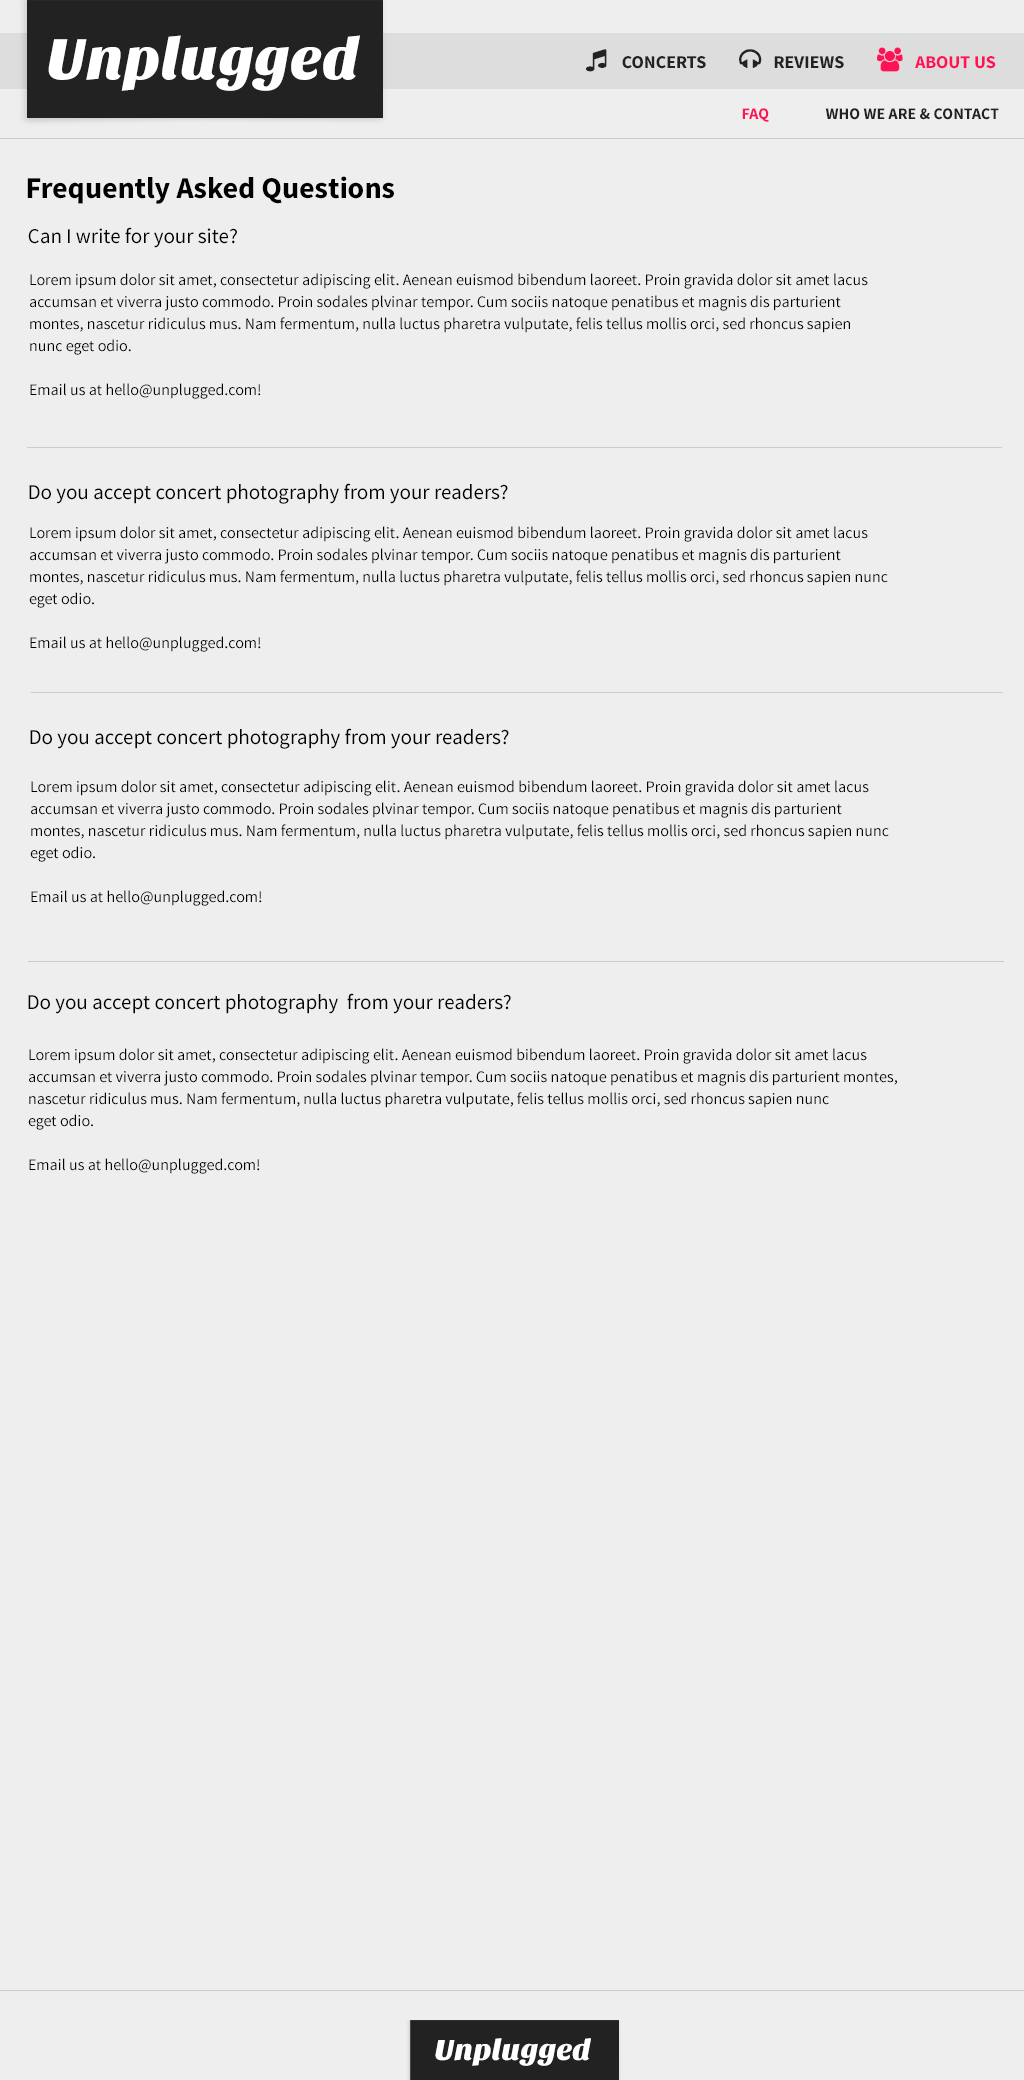 Unplugged
CONCERTS
REVIEWS
ABOUT US
FAQ
WHO WE ARE & CONTACT
Frequently Asked Questions
Can I write for your site?
Lorem ipsum dolor sit amet, consectetur adipiscing elit. Aenean euismod bibendum laoreet. Proin gravida dolor sit amet lacus
accumsan et viverra justo commodo. Proin sodales plvinar tempor. Cum sociis natoque penatibus et magnis dis parturient
montes, nascetur ridiculus mus. Nam fermentum, nulla luctus pharetra vulputate, felis tellus mollis orci, sed rhoncus sapien
nunc eget odio.
Email us at hello@unplugged.com!
Do you accept concert photography from your readers?
Lorem ipsum dolor sit amet, consectetur adipiscing elit. Aenean euismod bibendum laoreet. Proin gravida dolor sit amet lacus
accumsan et viverra justo commodo. Proin sodales plvinar tempor. Cum sociis natoque penatibus et magnis dis parturient
montes, nascetur ridiculus mus. Nam fermentum, nulla luctus pharetra vulputate, felis tellus mollis orci, sed rhoncus sapien nunc
eget odio.
Email us at hello@unplugged.com!
Do you accept concert photography from your readers?
Lorem ipsum dolor sit amet, consectetur adipiscing elit. Aenean euismod bibendum laoreet. Proin gravida dolor sit amet lacus
accumsan et viverra justo commodo. Proin sodales plvinar tempor. Cum sociis natoque penatibus et magnis dis parturient
montes, nascetur ridiculus mus. Nam fermentum, nulla luctus pharetra vulputate, felis tellus mollis orci, sed rhoncus sapien nunc
eget odio.
Email us at hello@unplugged.com!
Do you accept concert photography  from your readers?
Lorem ipsum dolor sit amet, consectetur adipiscing elit. Aenean euismod bibendum laoreet. Proin gravida dolor sit amet lacus
accumsan et viverra justo commodo. Proin sodales plvinar tempor. Cum sociis natoque penatibus et magnis dis parturient montes,
nascetur ridiculus mus. Nam fermentum, nulla luctus pharetra vulputate, felis tellus mollis orci, sed rhoncus sapien nunc
eget odio.
Email us at hello@unplugged.com!
Unplugged